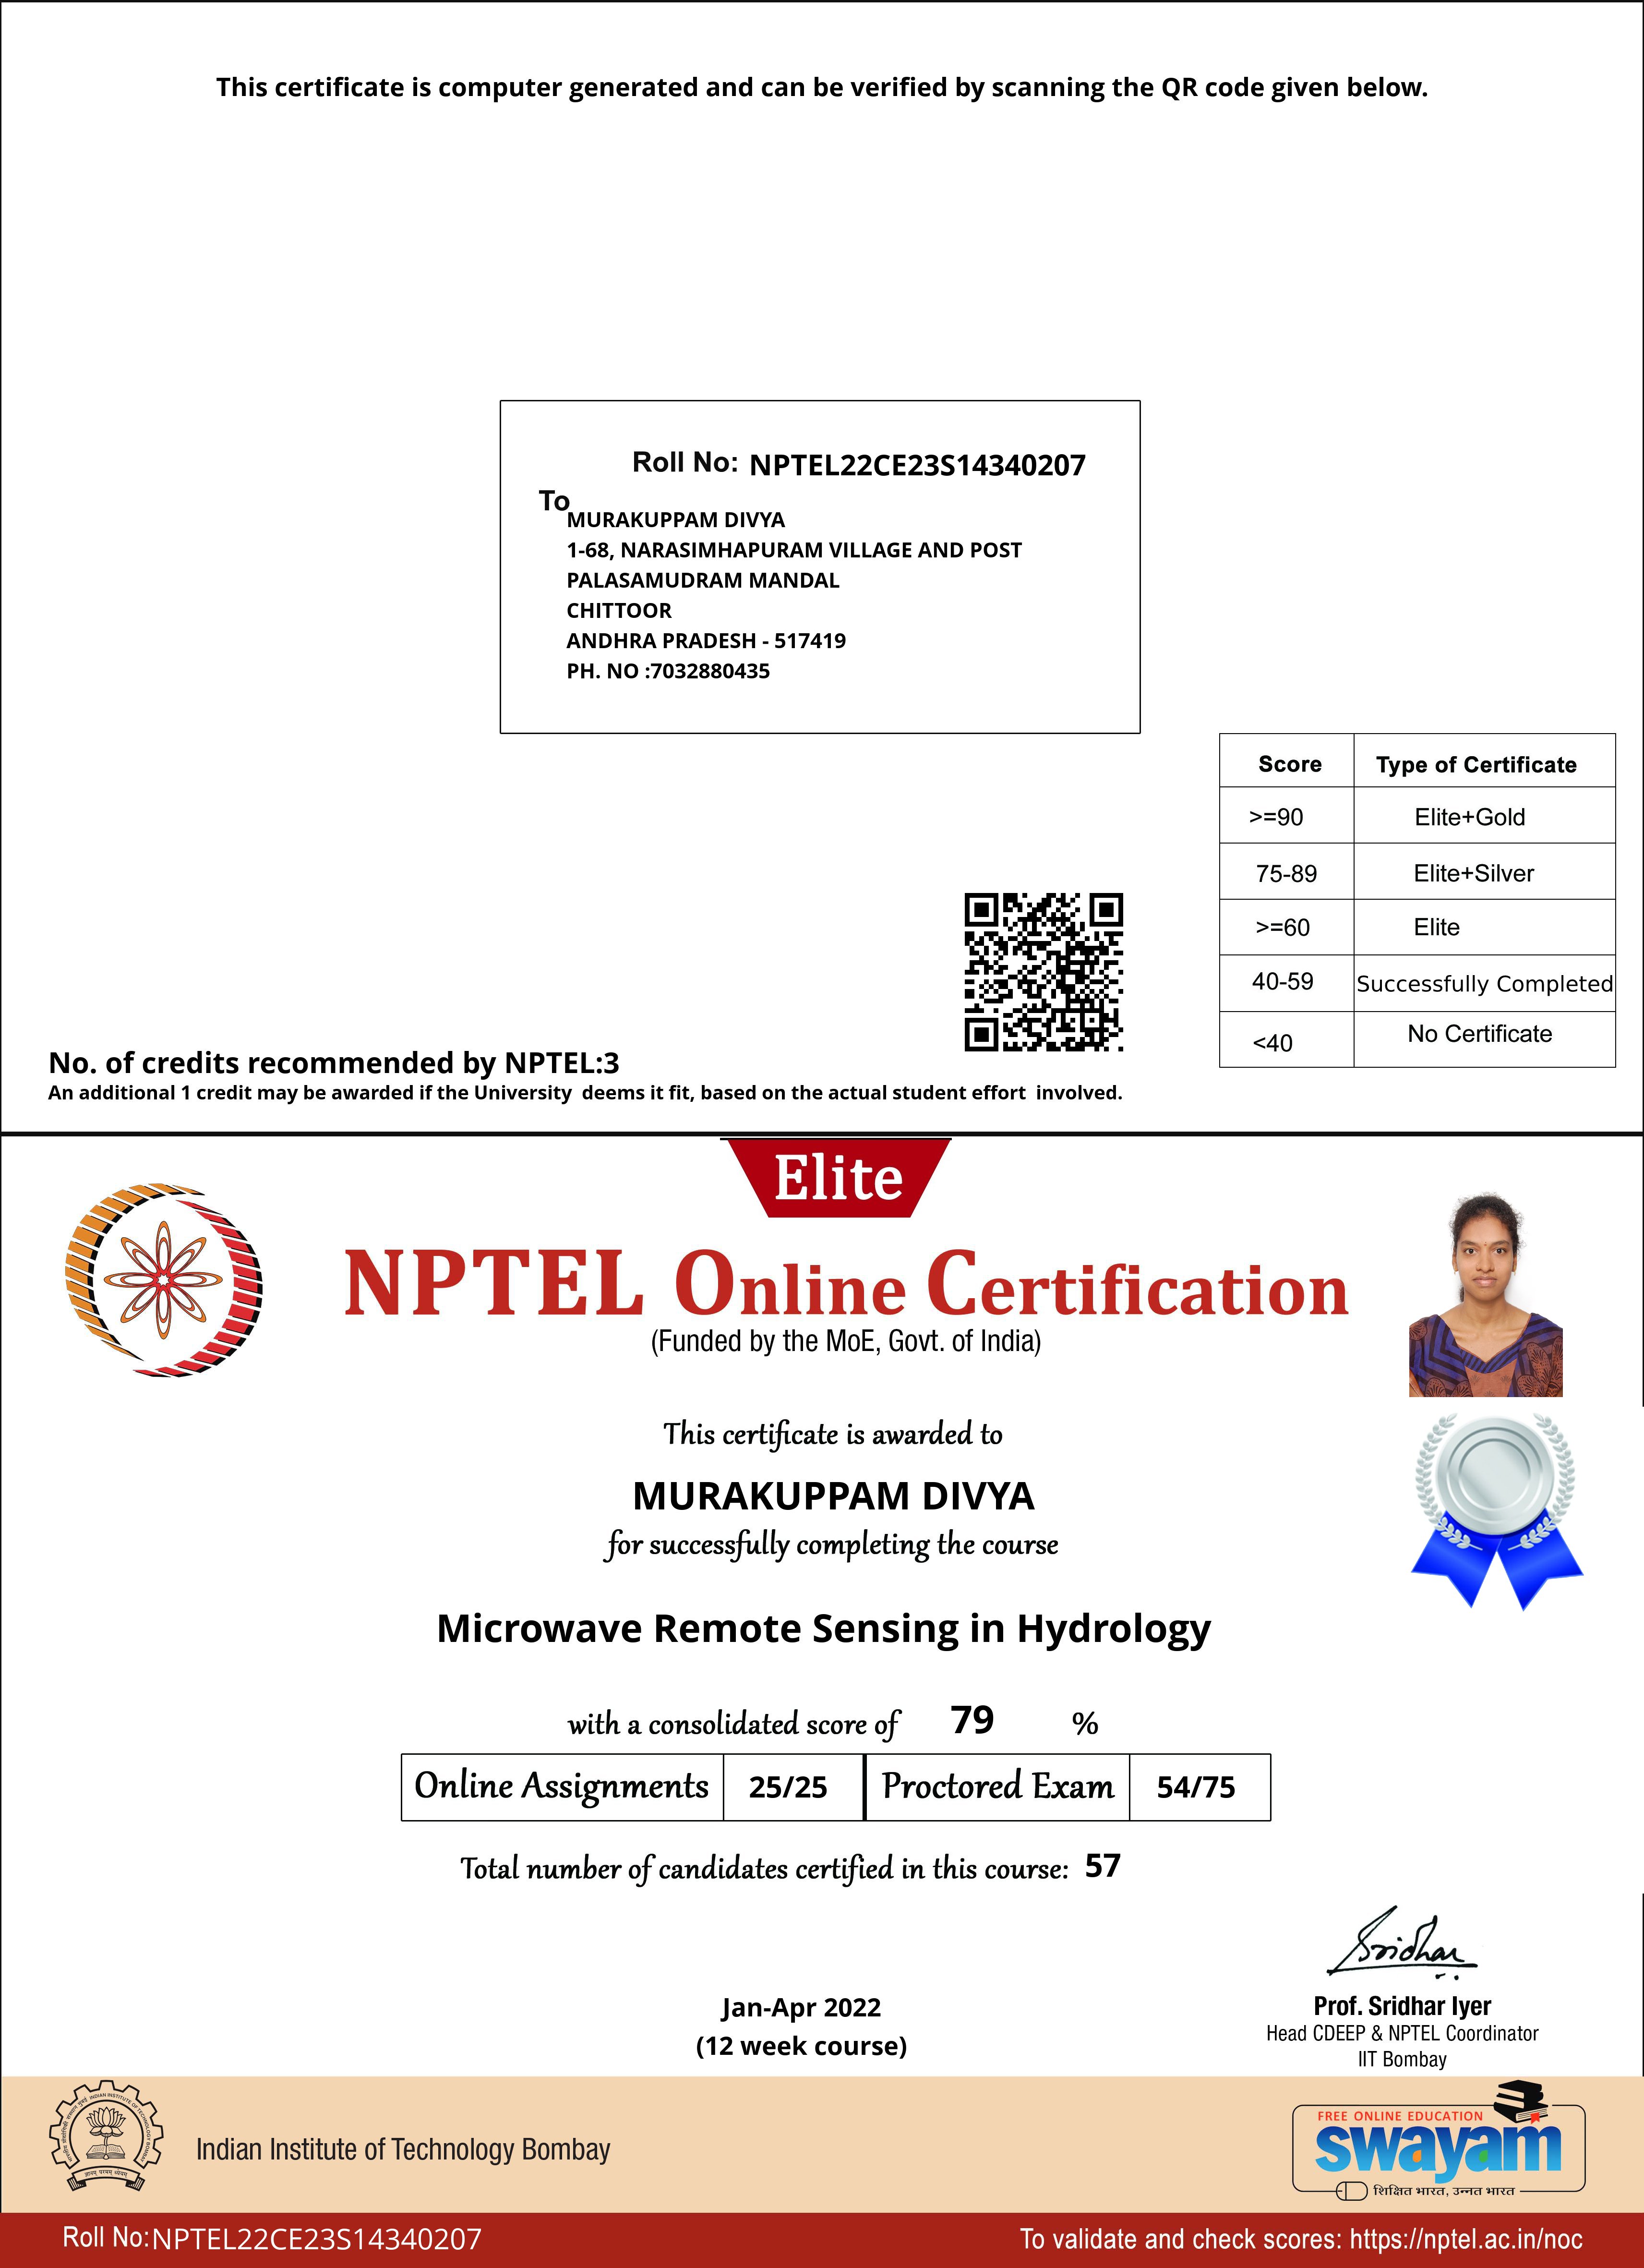 This certificate is computer generated and can be verified by scanning the QR code given below.
Roll No: NPTEL22CE23S14340207
To
MURAKUPPAM DIVYA
1-68, NARASIMHAPURAM VILLAGE AND POST
PALASAMUDRAM MANDAL
CHITTOOR
ANDHRA PRADESH - 517419
PH. NO :7032880435
Score Type of Certificate
>=90 Elite+Gold
75-89 Elite+Silver
>=60 Elite
40-59 Successfully Completed
<40 No Certificate
No. of credits recommended by NPTEL:3
An additional 1 credit may be awarded if the University deems it fit, based on the actual student effort involved.
Elite
NPTEL Online Certification
(Funded by the MoE, Govt. of India)
This certificate is awarded to
MURAKUPPAM DIVYA
for successfully completing the course
Microwave Remote Sensing in Hydrology
with a consolidated score of 79 %
Online Assignments 25/25 Proctored Exam 54/75
Total number of candidates certified in this course: 57
Sridhar
Jan-Apr 2022
(12 week course)
Prof. Sridhar Iyer
Head CDEEP & NPTEL Coordinator
IIT Bombay
INDIAN INSTITUTE OF TECHNOLOGY BOMBAY
ज्ञानम् परमम् ध्येयम्
Indian Institute of Technology Bombay
FREE ONLINE EDUCATION
swayam
शिक्षित भारत, उन्नत भारत
Roll No:NPTEL22CE23S14340207
To validate and check scores: https://nptel.ac.in/noc